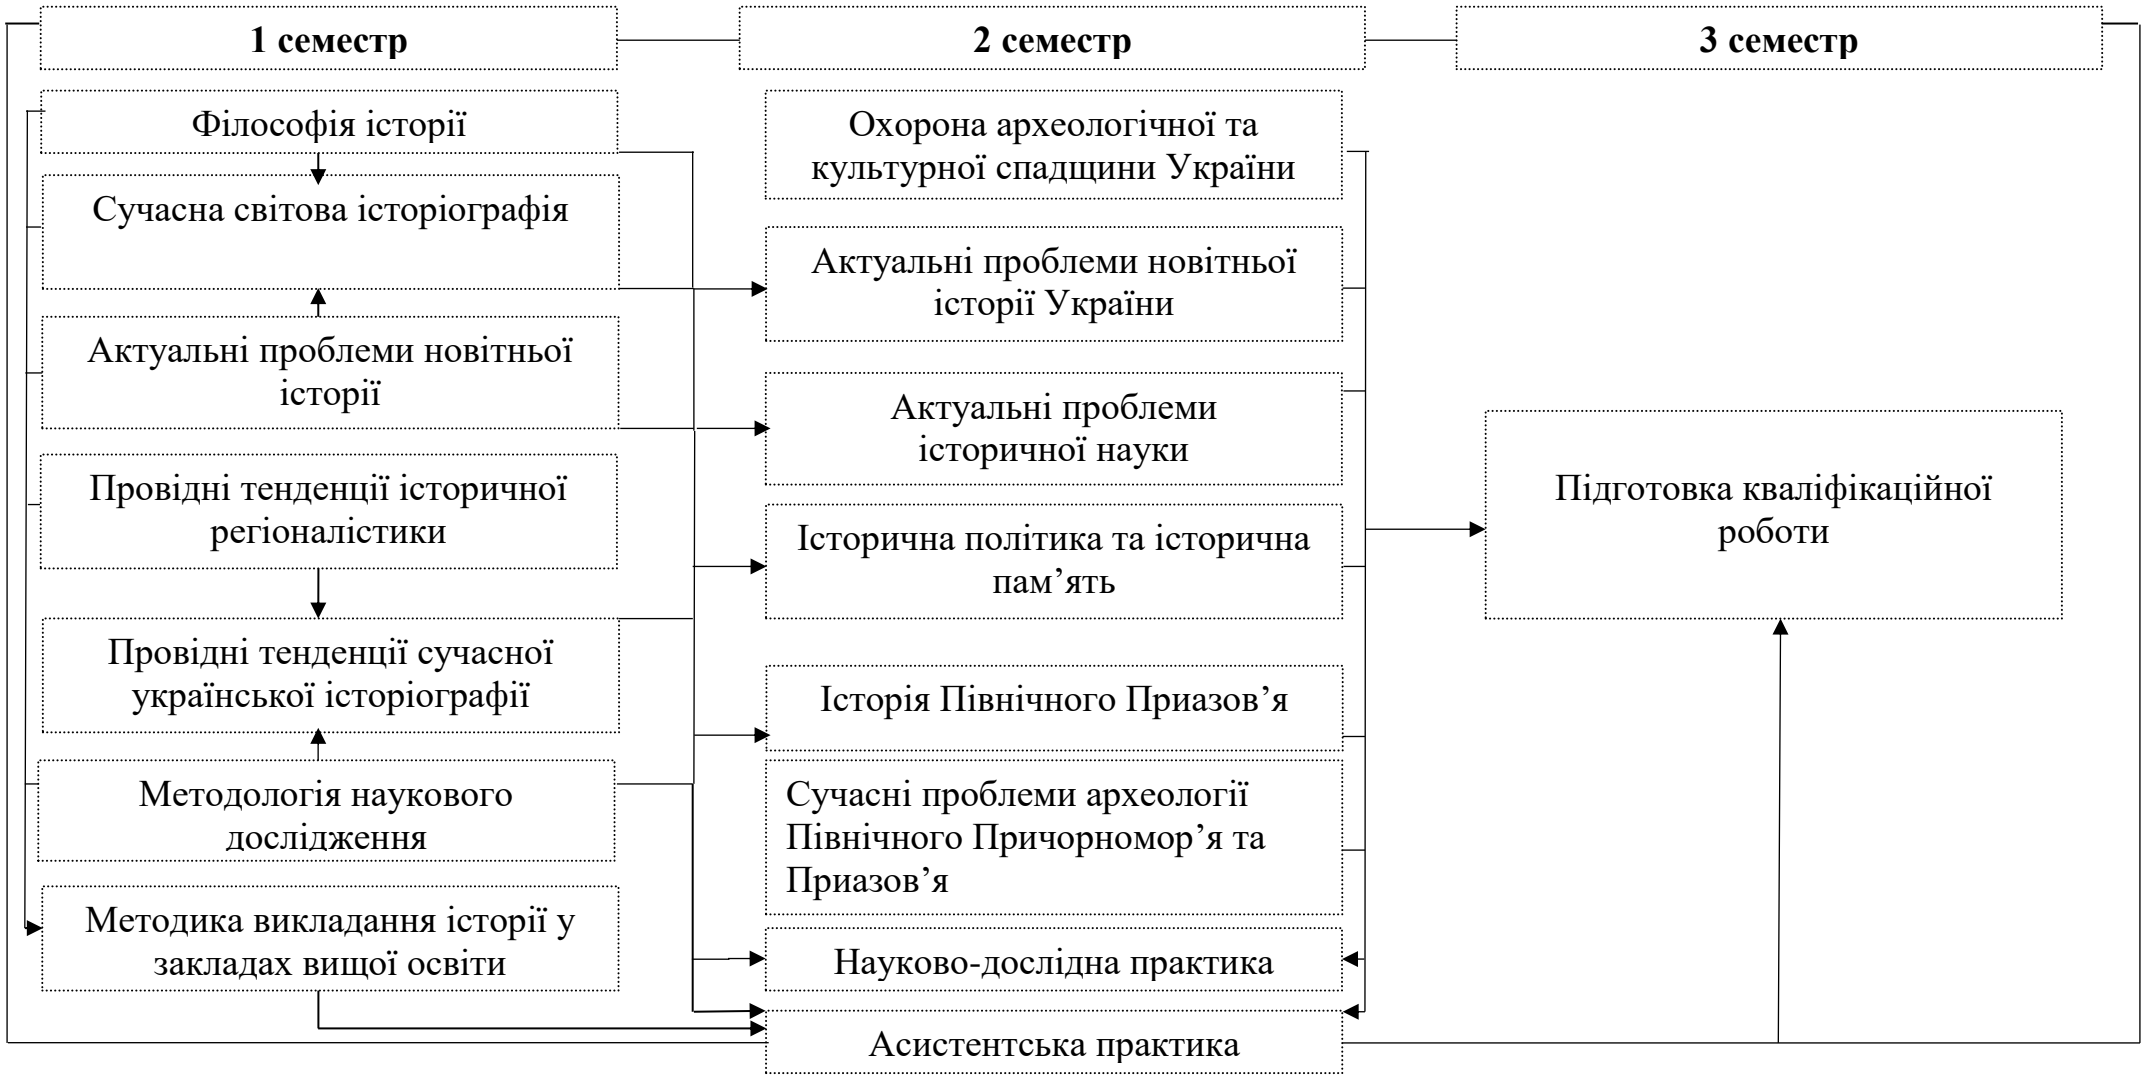 1 семестр
2 семестр
3 семестр
Філософія історії
Сучасна світова історіографія
Актуальні проблеми новітньої
історії
Провідні тенденції історичної
регіоналістики
Провідні тенденції сучасної
української історіографії
Методологія наукового
дослідження
Методика викладання історії у
закладах вищої освіти
Охорона археологічної та
культурної спадщини України
Актуальні проблеми новітньої
історії України
Актуальні проблеми
історичної науки
Історична політика та історична
пам’ять
Історія Північного Приазов’я
Сучасні проблеми археології
Північного Причорномор’я та
Приазов’я
Науково-дослідна практика
Асистентська практика
Підготовка кваліфікаційної
роботи